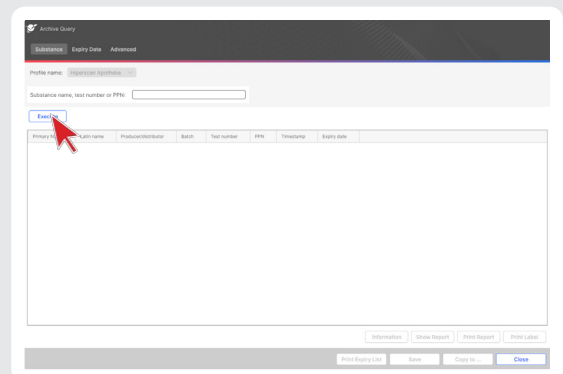 Archive Query
Substance Expiry Date Advanced
Profile name: Hiperscan Apotheke
Substance name, test number or PPN:
Execute
Primary Latin name Producer/distributor Batch Test number PPN Timestamp Expiry date
Information Show Report Print Report Print Label
Print Expiry List Save Copy to ... Close